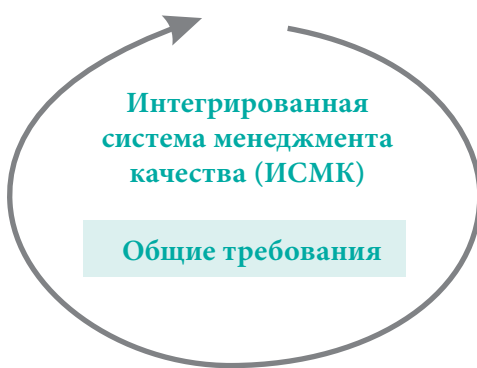 Интегрированная
система менеджмента
качества (ИСМК)
Общие требования